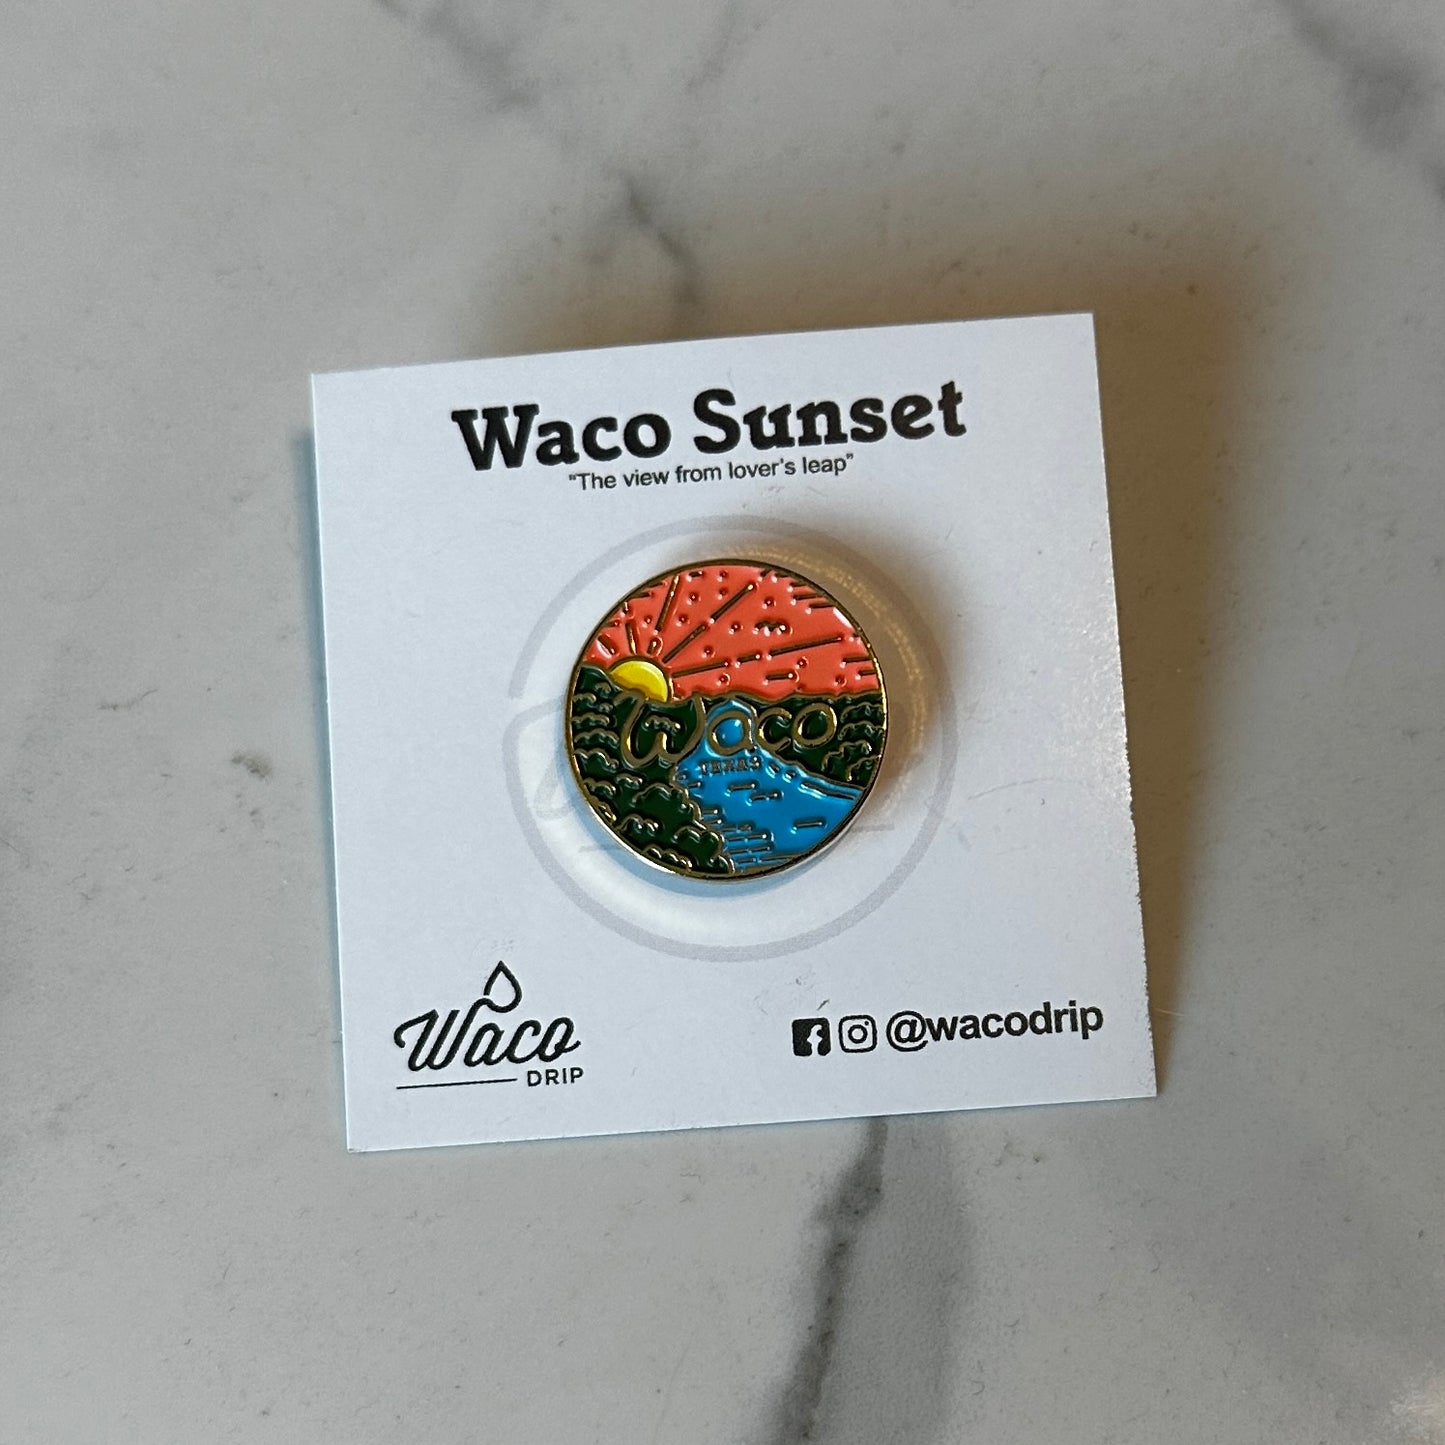 Waco Sunset
"The view from lover's leap"
Waco
TEXAS
Waco
DRIP
@wacodrip